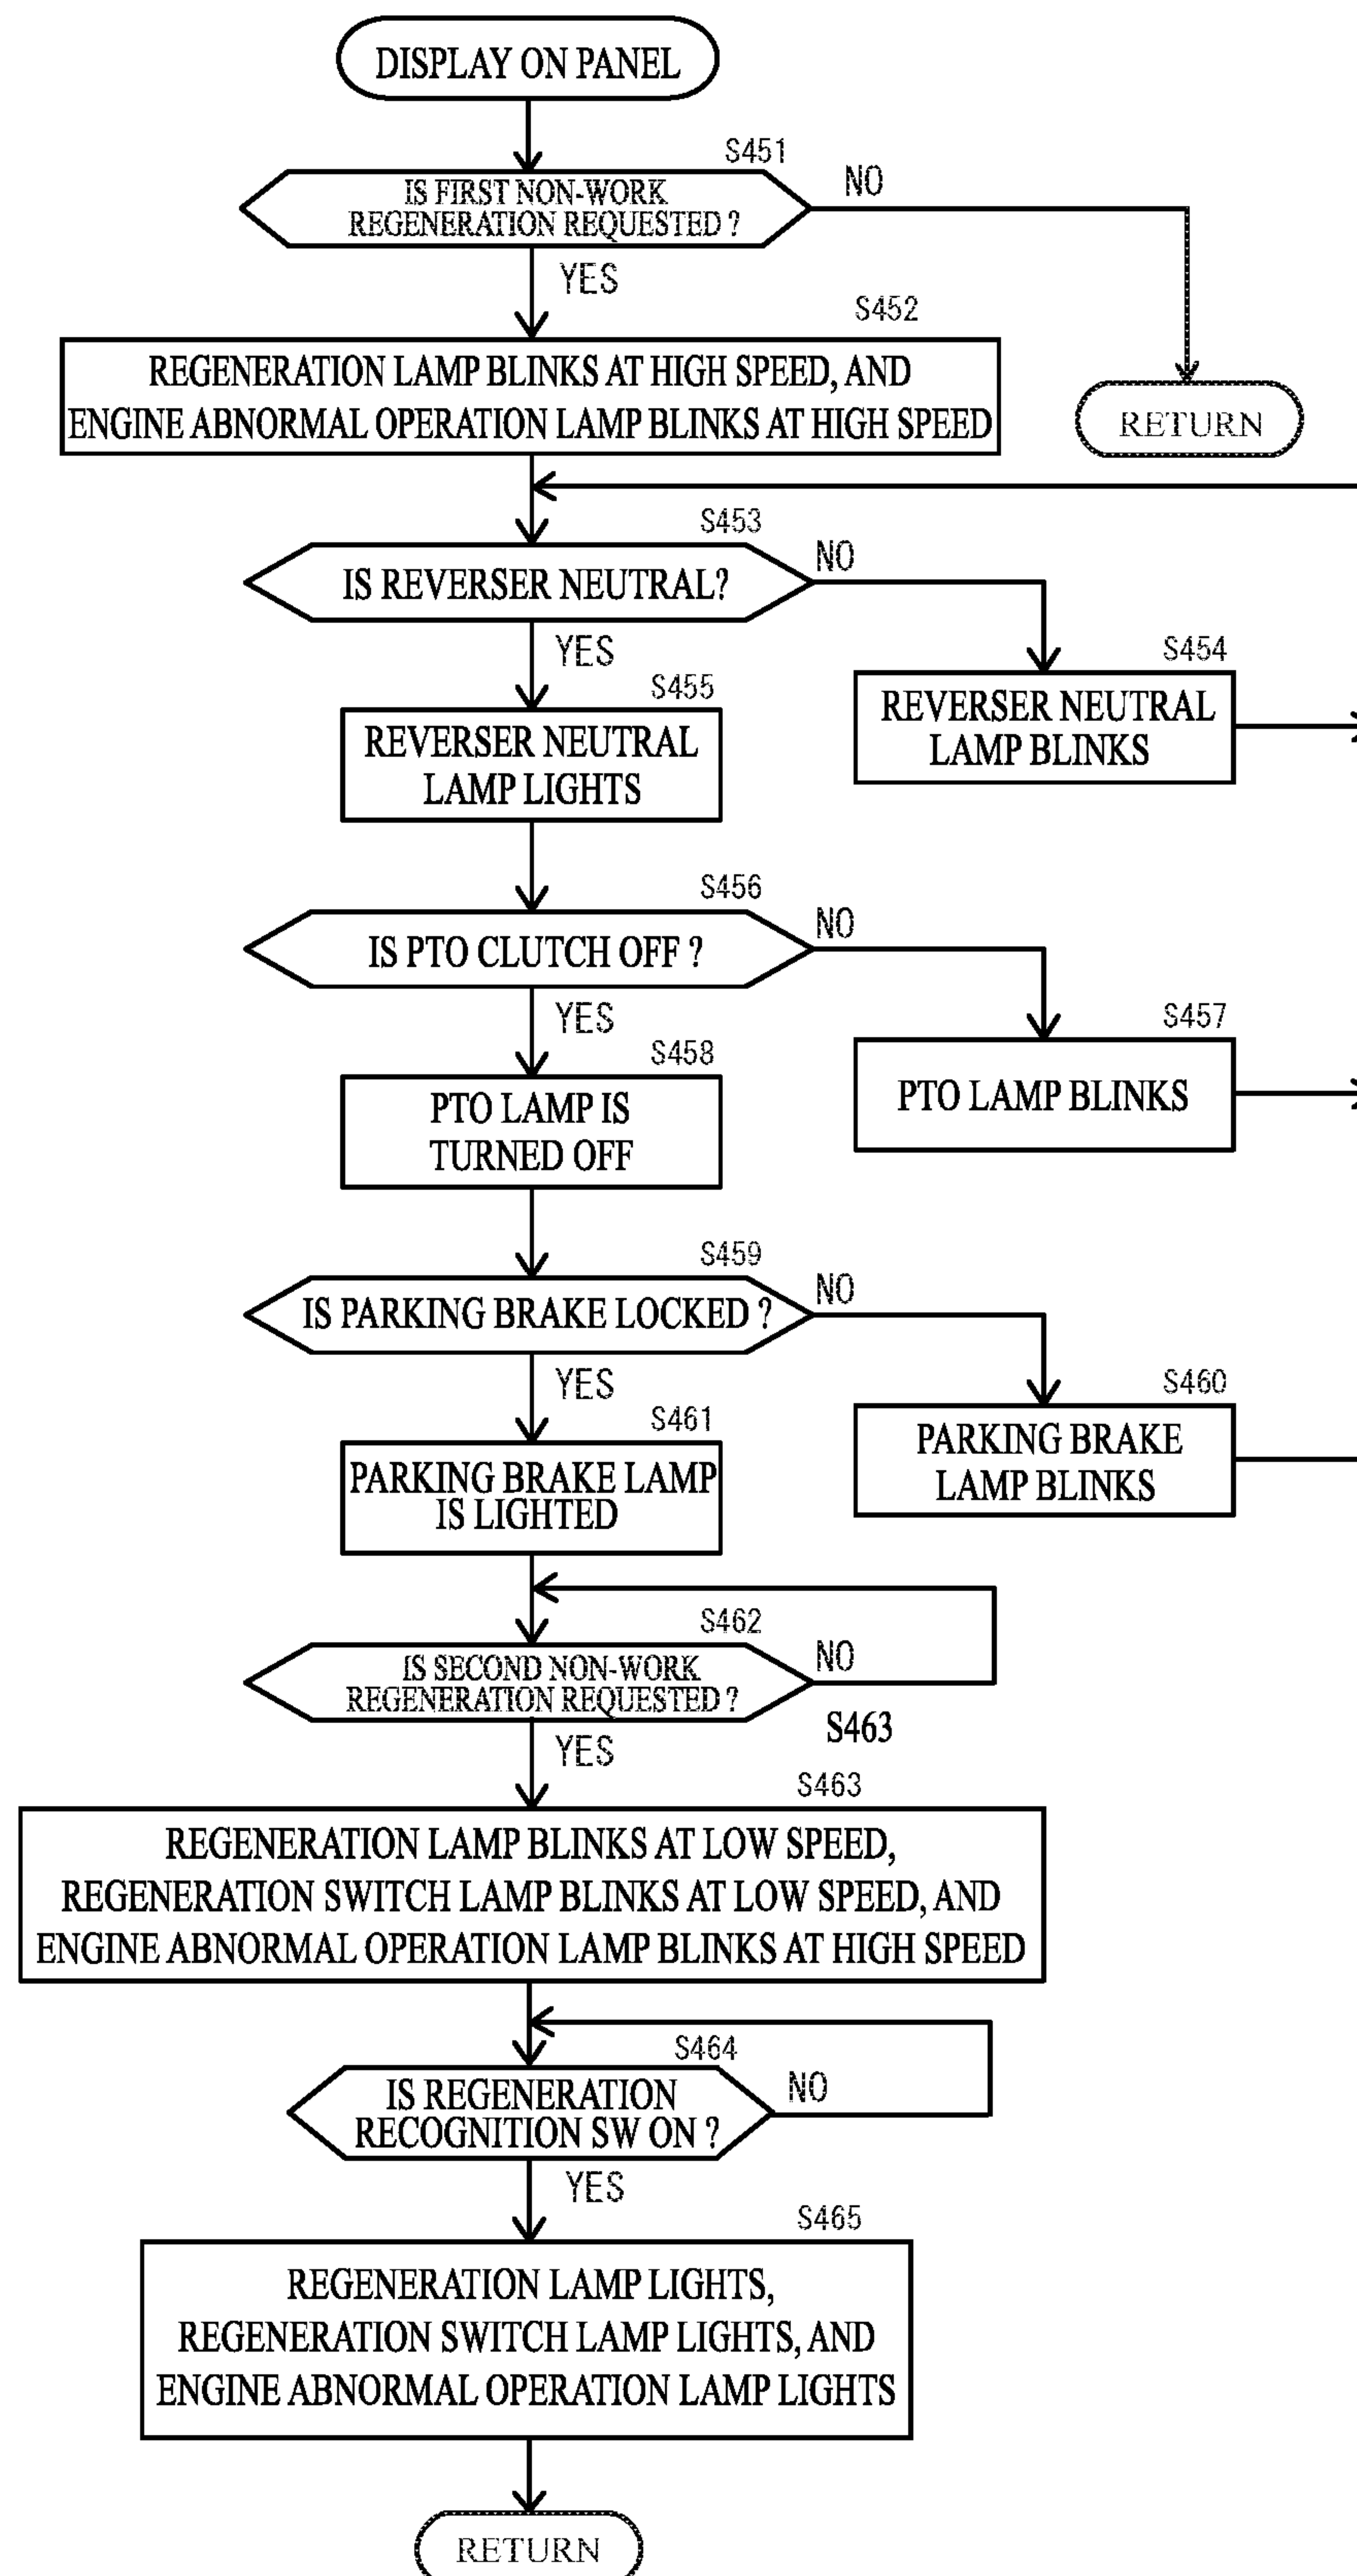 DISPLAY ON PANEL
S451
IS FIRST NON-WORK
REGENERATION REQUESTED ?
NO
YES
S452
REGENERATION LAMP BLINKS AT HIGH SPEED, AND
ENGINE ABNORMAL OPERATION LAMP BLINKS AT HIGH SPEED
RETURN
S453
IS REVERSER NEUTRAL?
NO
YES
S454
REVERSER NEUTRAL
LAMP BLINKS
S455
REVERSER NEUTRAL
LAMP LIGHTS
S456
IS PTO CLUTCH OFF ?
NO
YES
S457
PTO LAMP BLINKS
S458
PTO LAMP IS
TURNED OFF
S459
IS PARKING BRAKE LOCKED ?
NO
YES
S460
PARKING BRAKE
LAMP BLINKS
S461
PARKING BRAKE LAMP
IS LIGHTED
S462
IS SECOND NON-WORK
REGENERATION REQUESTED ?
NO
S463
YES
S463
REGENERATION LAMP BLINKS AT LOW SPEED,
REGENERATION SWITCH LAMP BLINKS AT LOW SPEED, AND
ENGINE ABNORMAL OPERATION LAMP BLINKS AT HIGH SPEED
S464
IS REGENERATION
RECOGNITION SW ON ?
NO
YES
S465
REGENERATION LAMP LIGHTS,
REGENERATION SWITCH LAMP LIGHTS, AND
ENGINE ABNORMAL OPERATION LAMP LIGHTS
RETURN